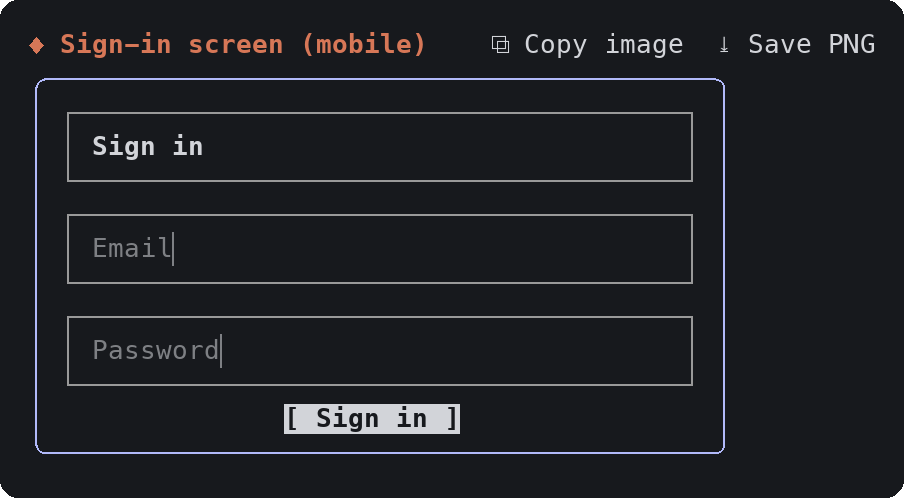 ♦ Sign-in screen (mobile) ⧉ Copy image ⤓ Save PNG
Sign in
Email
Password
[ Sign in ]